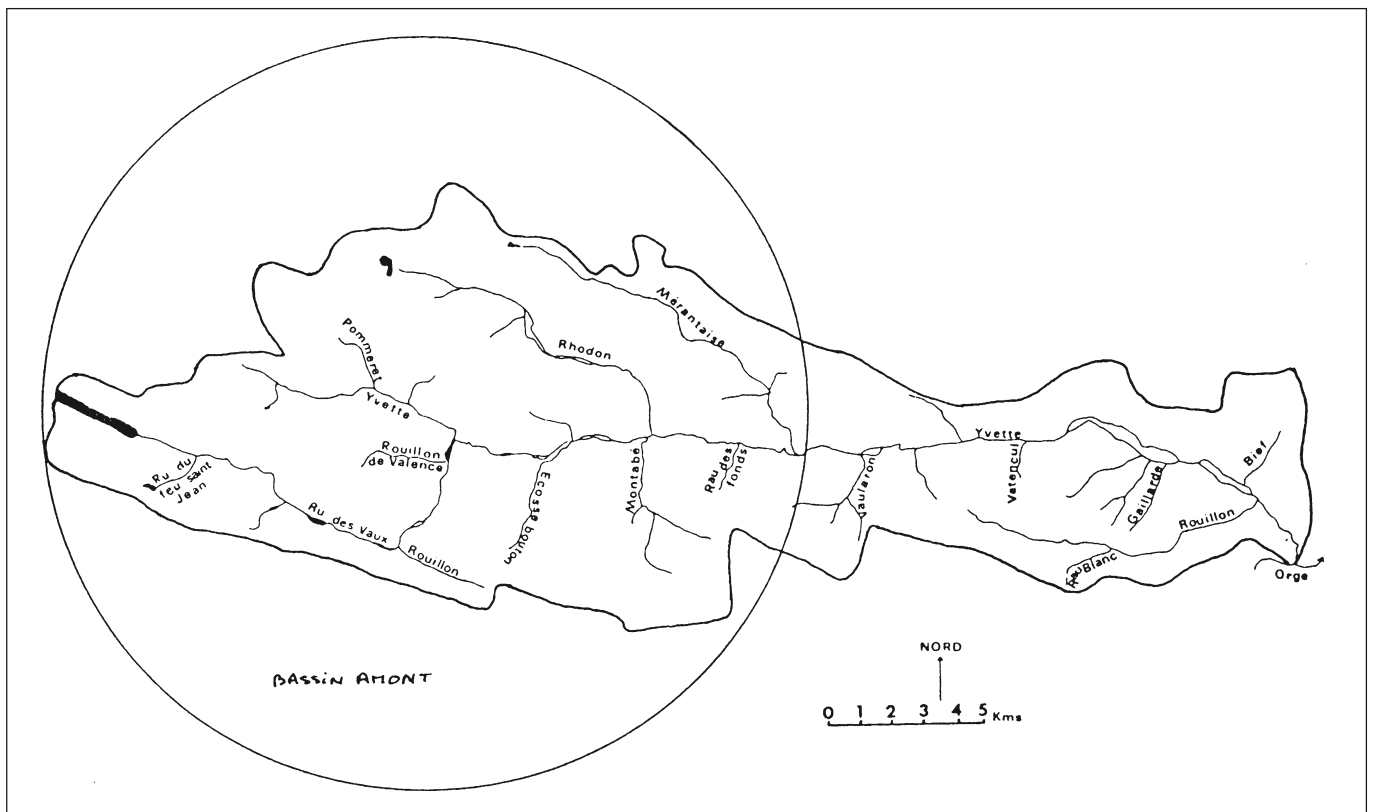 Mérantaise
Pommeret
Rhodon
Yvette
Yvette
Rouillon
de Valence
Ru du
feu saint
Jean
Ecosse bouton
Montabé
Rau des
fonds
Vaularon
Vatencul
Gaillarde
Bief
Rouillon
Ru des Vaux
Rouillon
Rau Blanc
Orge
BASSIN AMONT
NORD
0 1 2 3 4 5 Kms